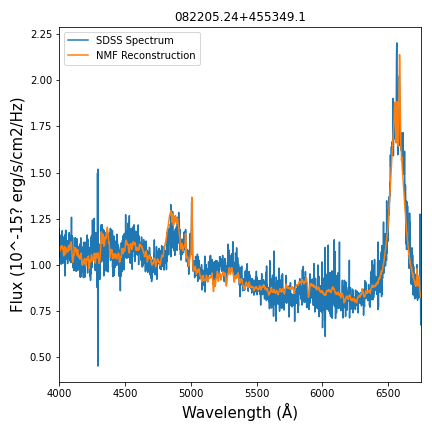 082205.24+455349.1
SDSS Spectrum
NMF Reconstruction
2.25
2.00
1.75
1.50
1.25
1.00
0.75
0.50
Flux (10^-15? erg/s/cm2/Hz)
4000 4500 5000 5500 6000 6500
Wavelength (Å)